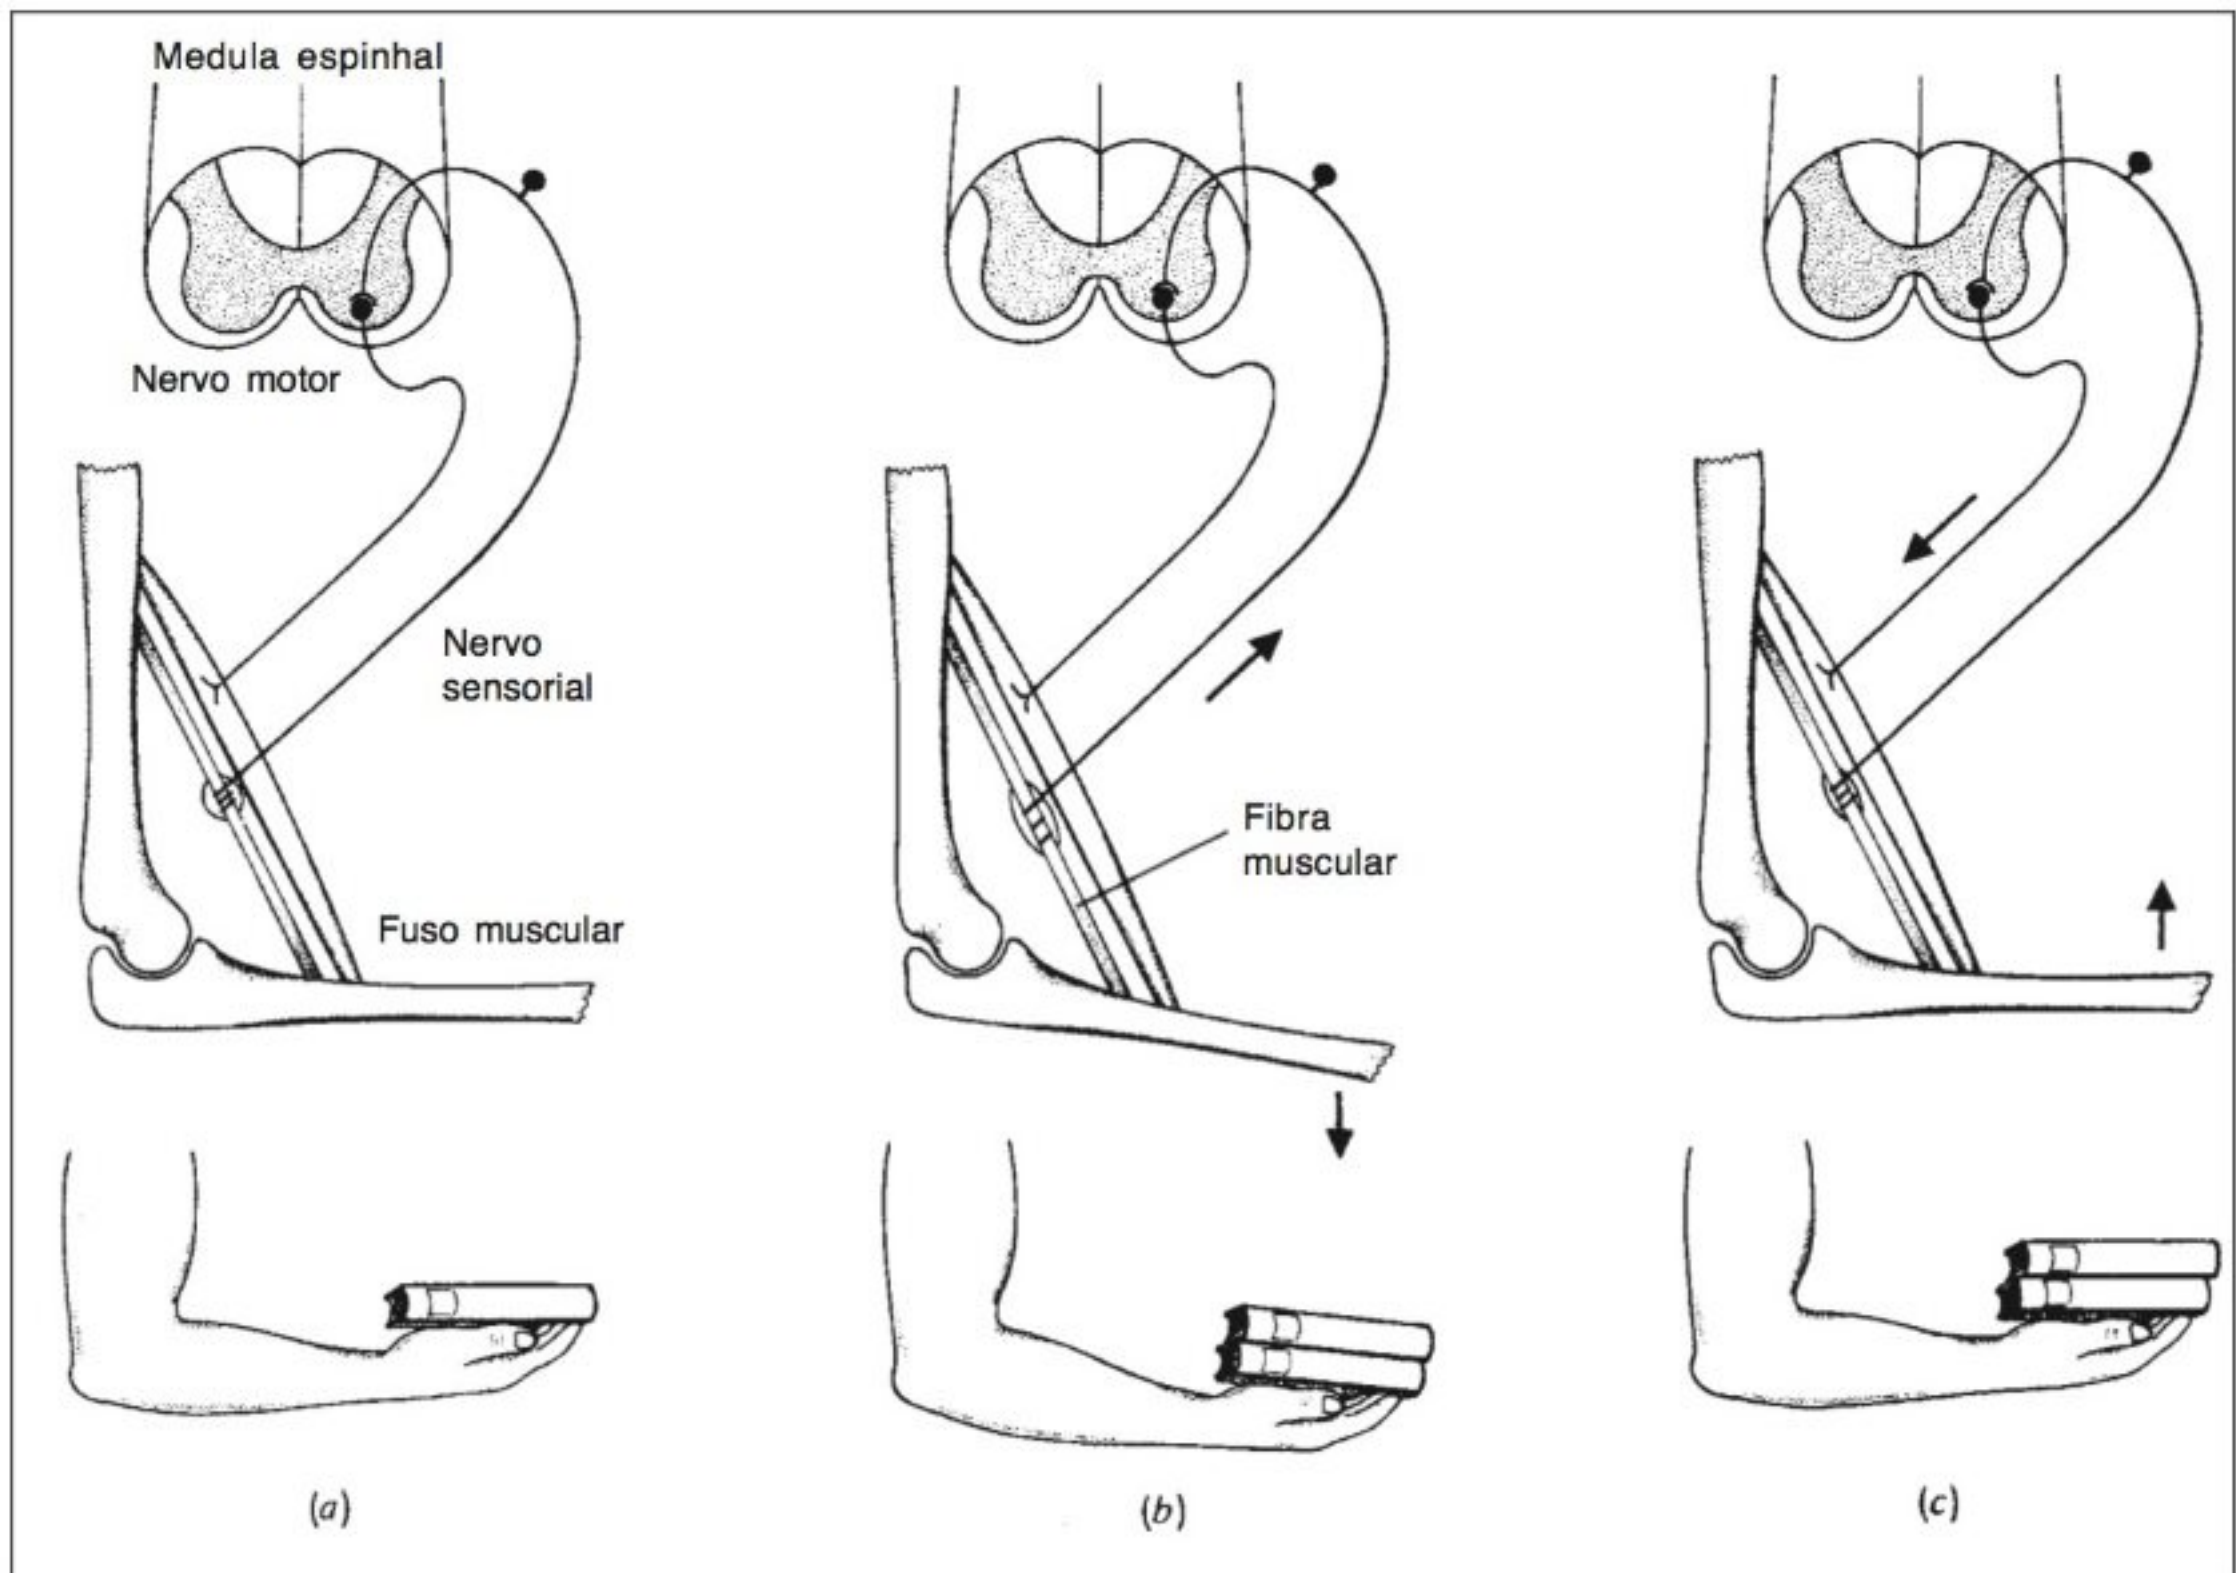 Medula espinhal
Nervo motor
Nervo
sensorial
Fuso muscular
Fibra
muscular
(a)
(b)
(c)